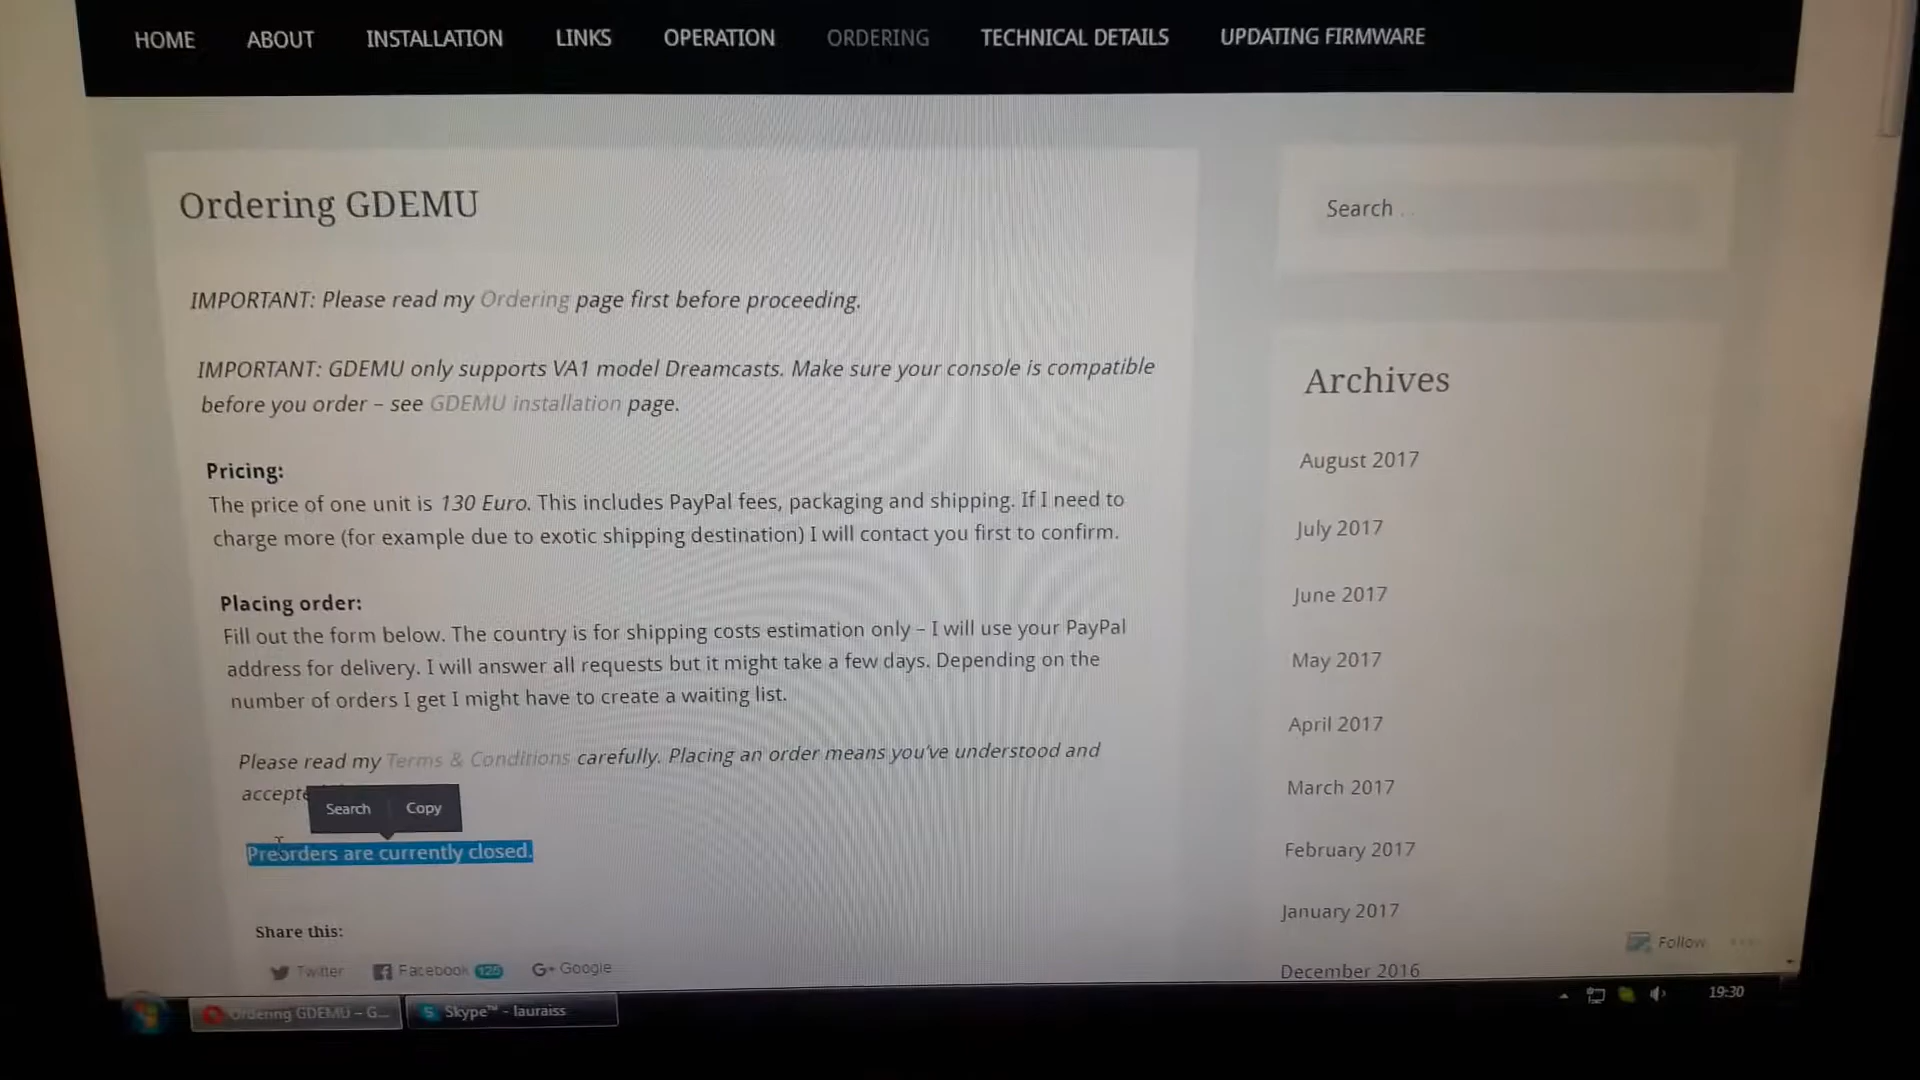 HOME ABOUT INSTALLATION LINKS OPERATION ORDERING TECHNICAL DETAILS UPDATING FIRMWARE
Ordering GDEMU
IMPORTANT: Please read my Ordering page first before proceeding.
IMPORTANT: GDEMU only supports VA1 model Dreamcasts. Make sure your console is compatible
before you order – see GDEMU installation page.
Pricing:
The price of one unit is 130 Euro. This includes PayPal fees, packaging and shipping. If I need to
charge more (for example due to exotic shipping destination) I will contact you first to confirm.
Placing order:
Fill out the form below. The country is for shipping costs estimation only – I will use your PayPal
address for delivery. I will answer all requests but it might take a few days. Depending on the
number of orders I get I might have to create a waiting list.
Please read my Terms & Conditions carefully. Placing an order means you've understood and
accepte
Search Copy
Preorders are currently closed.
Share this:
Twitter Facebook 125 G+ Google
Search ...
Archives
August 2017
July 2017
June 2017
May 2017
April 2017
March 2017
February 2017
January 2017
December 2016
Follow
Ordering GDEMU – G... S Skype™ - lauraiss 19:30